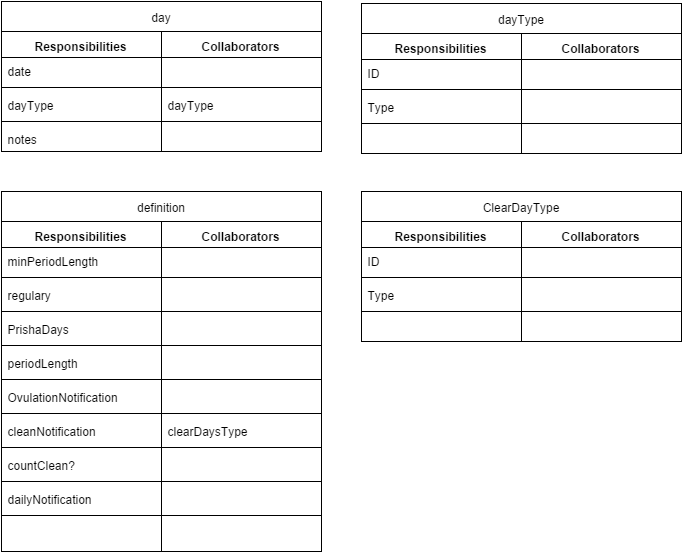 day
Responsibilities Collaborators
date
dayType dayType
notes
dayType
Responsibilities Collaborators
ID
Type
definition
Responsibilities Collaborators
minPeriodLength
regulary
PrishaDays
periodLength
OvulationNotification
cleanNotification clearDaysType
countClean?
dailyNotification
ClearDayType
Responsibilities Collaborators
ID
Type